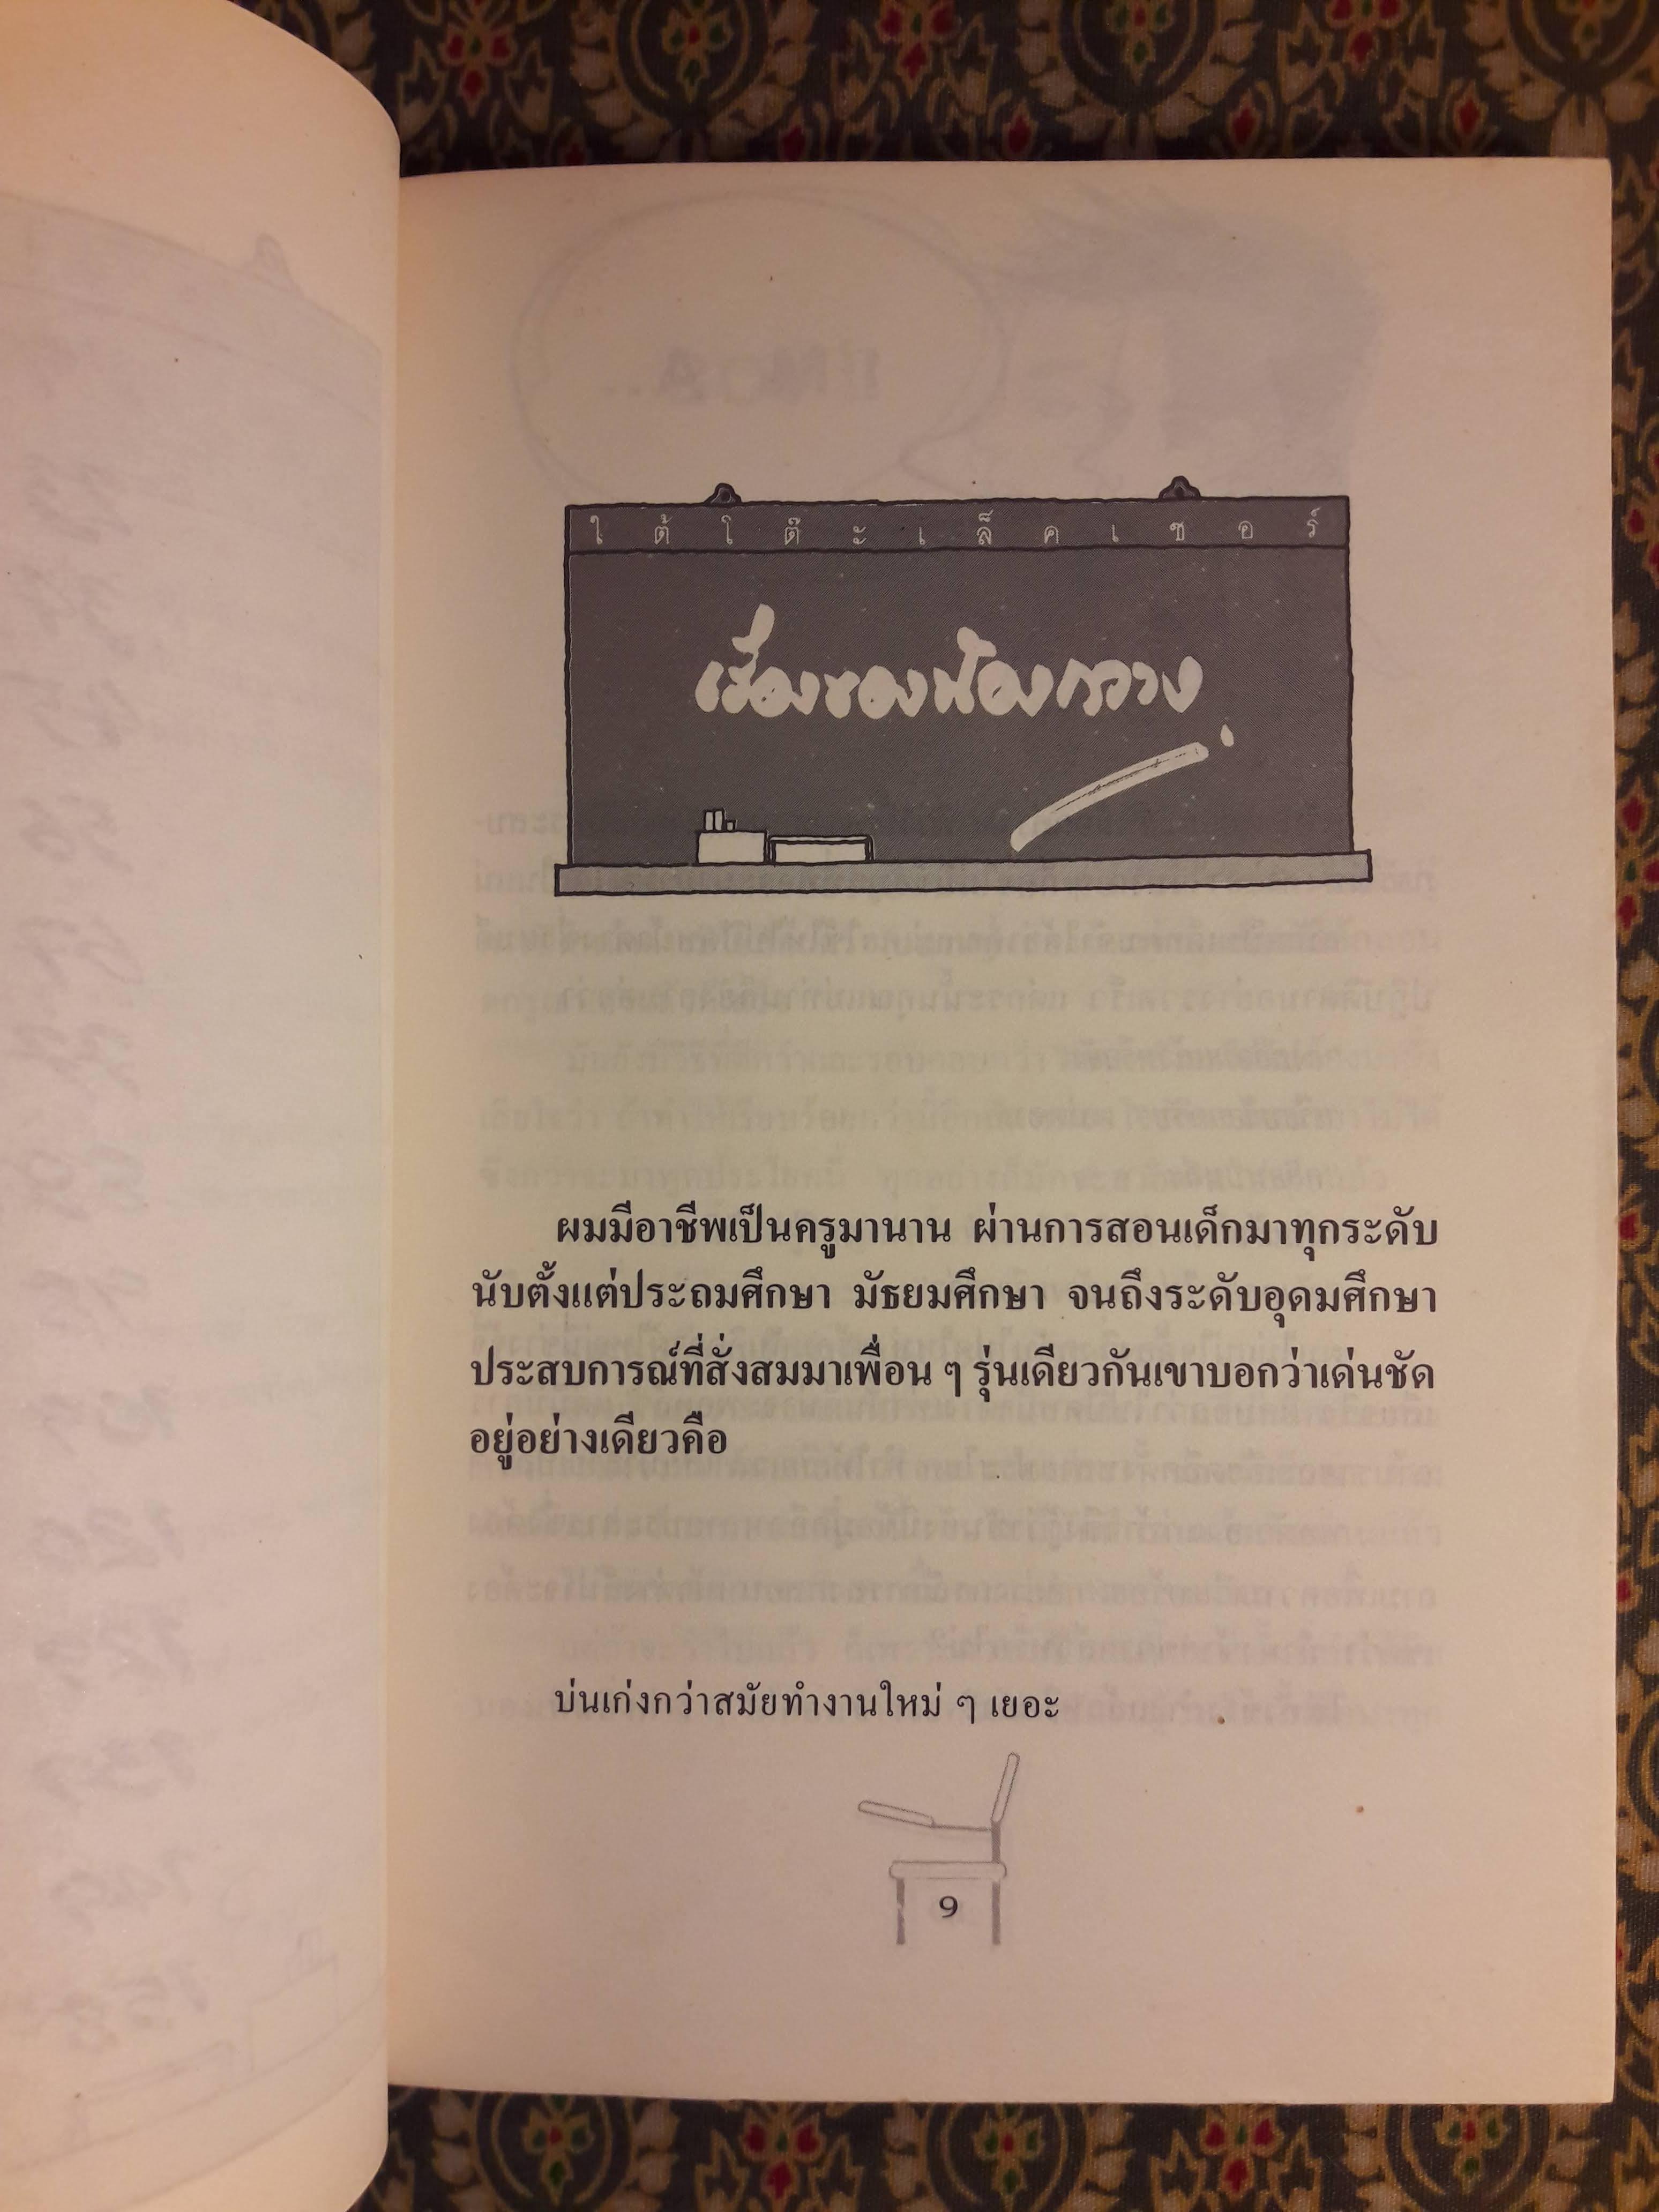 ใต้โต๊ะเล็คเชอร์
เรื่องของน้องกวาง
ผมมีอาชีพเป็นครูมานาน ผ่านการสอนเด็กมาทุกระดับ
นับตั้งแต่ประถมศึกษา มัธยมศึกษา จนถึงระดับอุดมศึกษา
ประสบการณ์ที่สั่งสมมาเพื่อน ๆ รุ่นเดียวกันเขาบอกว่าเด่นชัด
อยู่อย่างเดียวคือ
บ่นเก่งกว่าสมัยทำงานใหม่ ๆ เยอะ
9